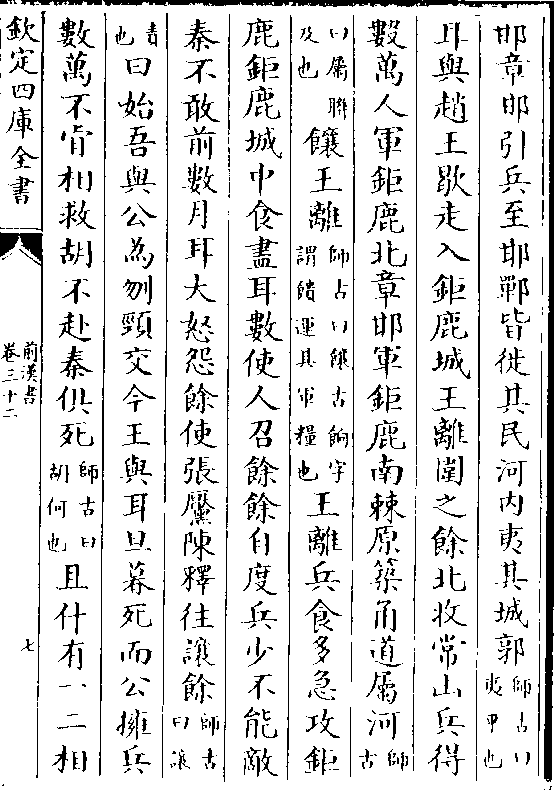 邯章邯引兵至邯鄲皆徙其民河内夷其城郭師古曰夷平也
耳與趙王歇走入鉅鹿城王離圍之餘北收常山兵得
數萬人軍鉅鹿北章邯軍鉅鹿南棘原築甬道屬河師古
曰屬聯及也饟王離師古曰饟古餉字謂饋運其軍糧也王離兵食多急攻鉅
鹿鉅鹿城中食盡耳數使人召餘餘自度兵少不能敵
秦不敢前數月耳大怒怨餘使張黶陳釋往讓餘師古曰讓
責也曰始吾與公為刎頸交今王與耳旦暮死而公擁兵
數萬不肯相救胡不赴秦俱死師古曰胡何也且什有一二相
欽定四庫全書
前漢書
卷三十二
七